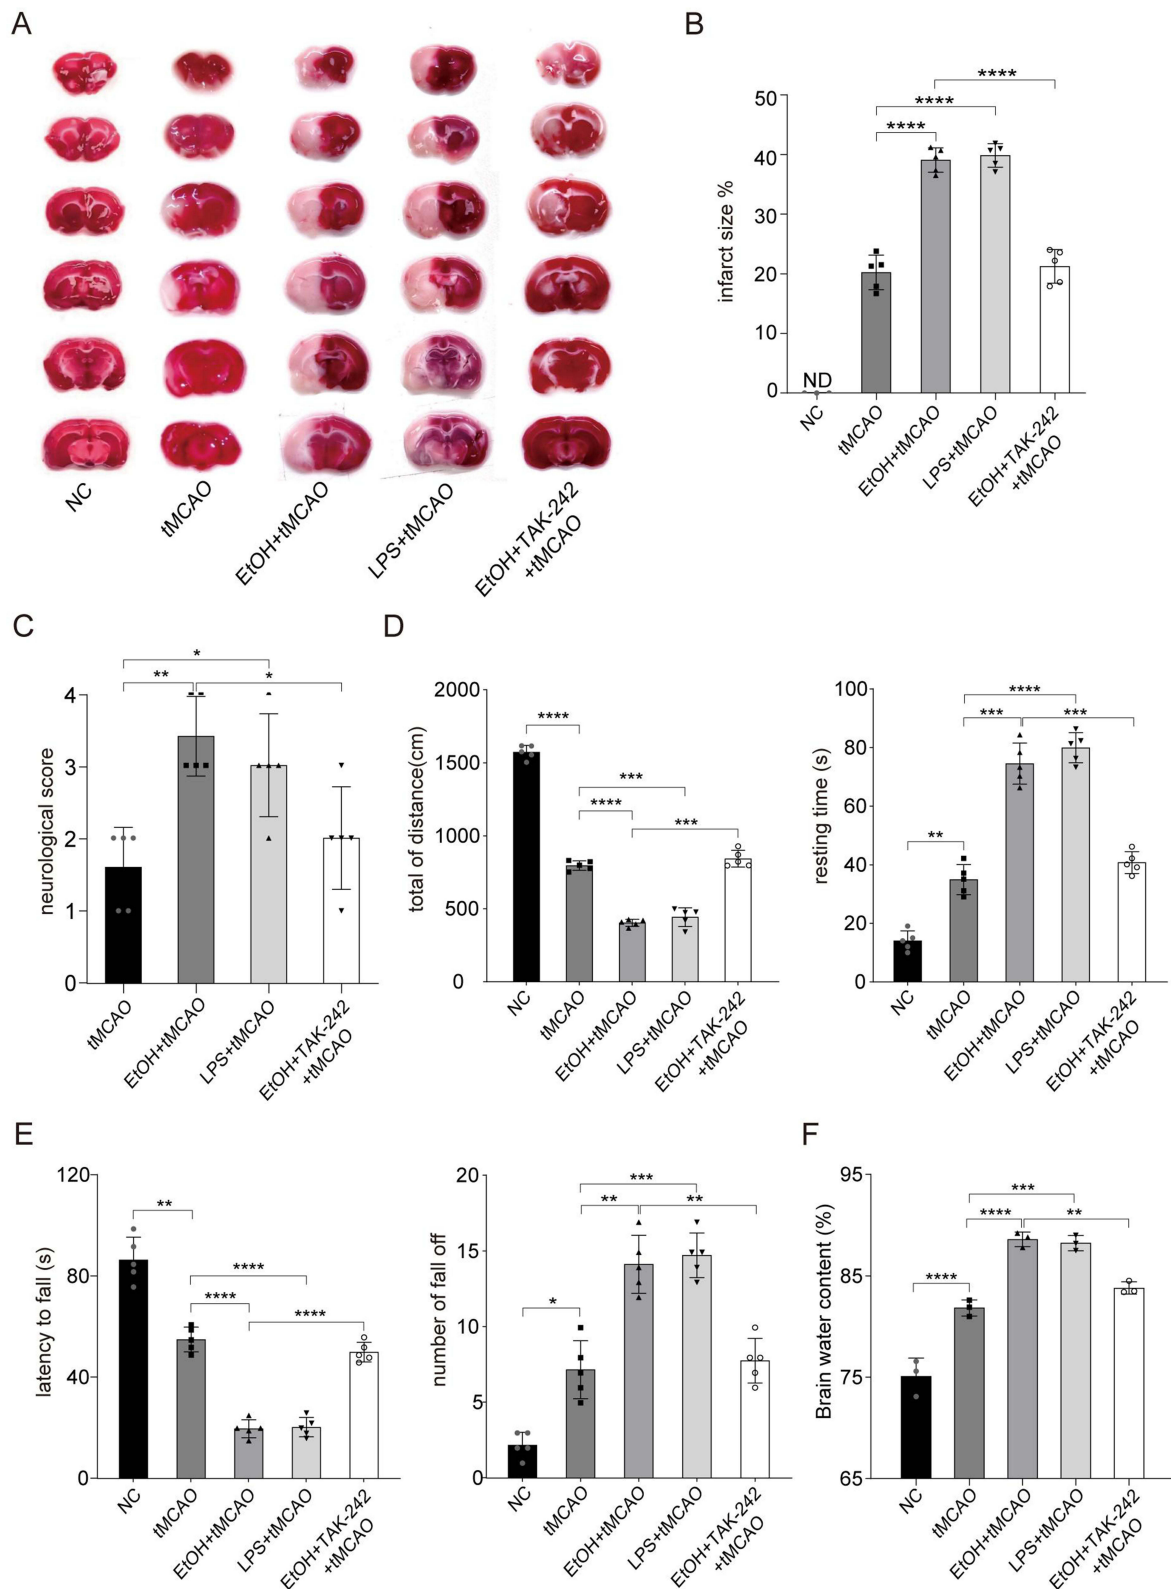 A
NC
tMCAO
EtOH+tMCAO
LPS+tMCAO
EtOH+TAK-242
+tMCAO
B
infarct size %
50
40
30
20
10
0
ND
****
****
****
NC
tMCAO
EtOH+tMCAO
LPS+tMCAO
EtOH+TAK-242
+tMCAO
C
neurological score
4
3
2
1
0
*
**
*
tMCAO
EtOH+tMCAO
LPS+tMCAO
EtOH+TAK-242
+tMCAO
D
total of distance(cm)
2000
1500
1000
500
0
****
***
****
***
NC
tMCAO
EtOH+tMCAO
LPS+tMCAO
EtOH+TAK-242
+tMCAO
resting time (s)
100
80
60
40
20
0
****
***
***
**
NC
tMCAO
EtOH+tMCAO
LPS+tMCAO
EtOH+TAK-242
+tMCAO
E
latency to fall (s)
120
80
40
0
**
****
****
****
NC
tMCAO
EtOH+tMCAO
LPS+tMCAO
EtOH+TAK-242
+tMCAO
number of fall off
20
15
10
5
0
***
**
**
*
NC
tMCAO
EtOH+tMCAO
LPS+tMCAO
EtOH+TAK-242
+tMCAO
F
Brain water content (%)
95
85
75
65
***
****
**
****
NC
tMCAO
EtOH+tMCAO
LPS+tMCAO
EtOH+TAK-242
+tMCAO